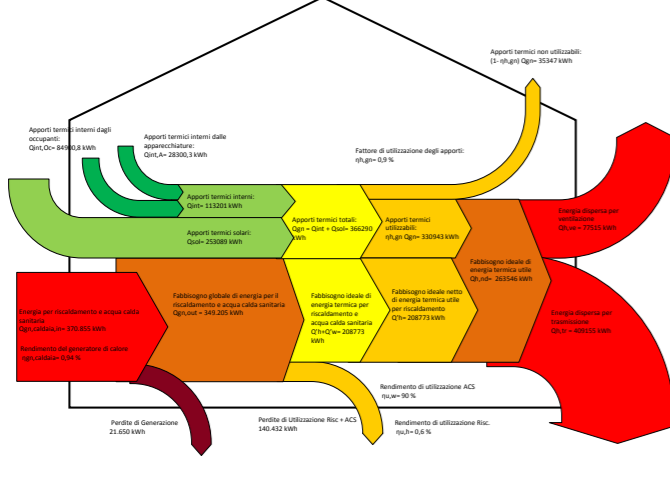 Apporti termici non utilizzabili:
(1- ηh,gn) Qgn= 35347 kWh
Apporti termici interni dagli
occupanti:
Qint,Oc= 84900,8 kWh
Apporti termici interni dalle
apparecchiature:
Qint,A= 28300,3 kWh
Fattore di utilizzazione degli apporti:
ηh,gn= 0,9 %
Apporti termici interni:
Qint= 113201 kWh
Apporti termici solari:
Qsol= 253089 kWh
Apporti termici totali:
Qgn = Qint + Qsol= 366290
kWh
Apporti termici
utilizzabili:
ηh,gn Qgn= 330943 kWh
Energia dispersa per
ventilazione
Qh,ve = 77515 kWh
Fabbisogno ideale di
energia termica utile
Qh,nd= 263546 kWh
Energia per riscaldamento e acqua calda
sanitaria
Qgn,caldaia,in= 370.855 kWh
Rendimento del generatore di calore
ηgn,caldaia= 0,94 %
Fabbisogno globale di energia per il
riscaldamento e acqua calda sanitaria
Qgn,out = 349.205 kWh
Fabbisogno ideale di
energia termica per
riscaldamento e
acqua calda sanitaria
Q'h+Q'w= 208773
kWh
Fabbisogno ideale netto
di energia termica utile
per riscaldamento
Q'h= 208773 kWh
Energia dispersa per
trasmissione
Qh,tr = 409155 kWh
Rendimento di utilizzazione ACS
ηu,w= 90 %
Perdite di Generazione
21.650 kWh
Perdite di Utilizzazione Risc + ACS
140.432 kWh
Rendimento di utilizzazione Risc.
ηu,h= 0,6 %